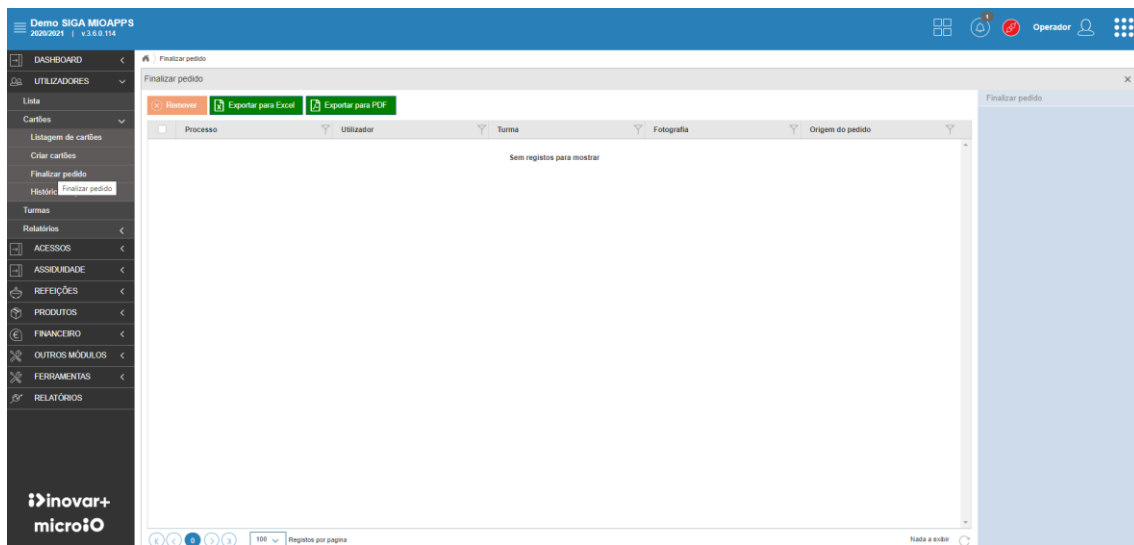 Demo SIGA MIOAPPS
2020/2021 | v.3.6.0.114
1
Operador
DASHBOARD
UTILIZADORES
Lista
Cartões
Listagem de cartões
Criar cartões
Finalizar pedido
Históric
Finalizar pedido
Turmas
Relatórios
ACESSOS
ASSIDUIDADE
REFEIÇÕES
PRODUTOS
FINANCEIRO
OUTROS MÓDULOS
FERRAMENTAS
RELATÓRIOS
inovar+
microiO
Finalizar pedido
Finalizar pedido
Remover Exportar para Excel Exportar para PDF
Processo Utilizador Turma Fotografia Origem do pedido
Sem registos para mostrar
0 100 Registos por pagina Nada a exibir
Finalizar pedido